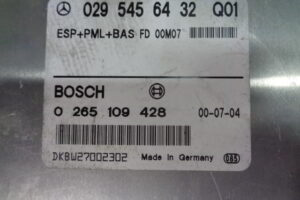 029 545 64 32 Q01
ESP+PML+BAS FD 00M07
BOSCH
0 265 109 428 00-07-04
DKBW27002302 Made in Germany